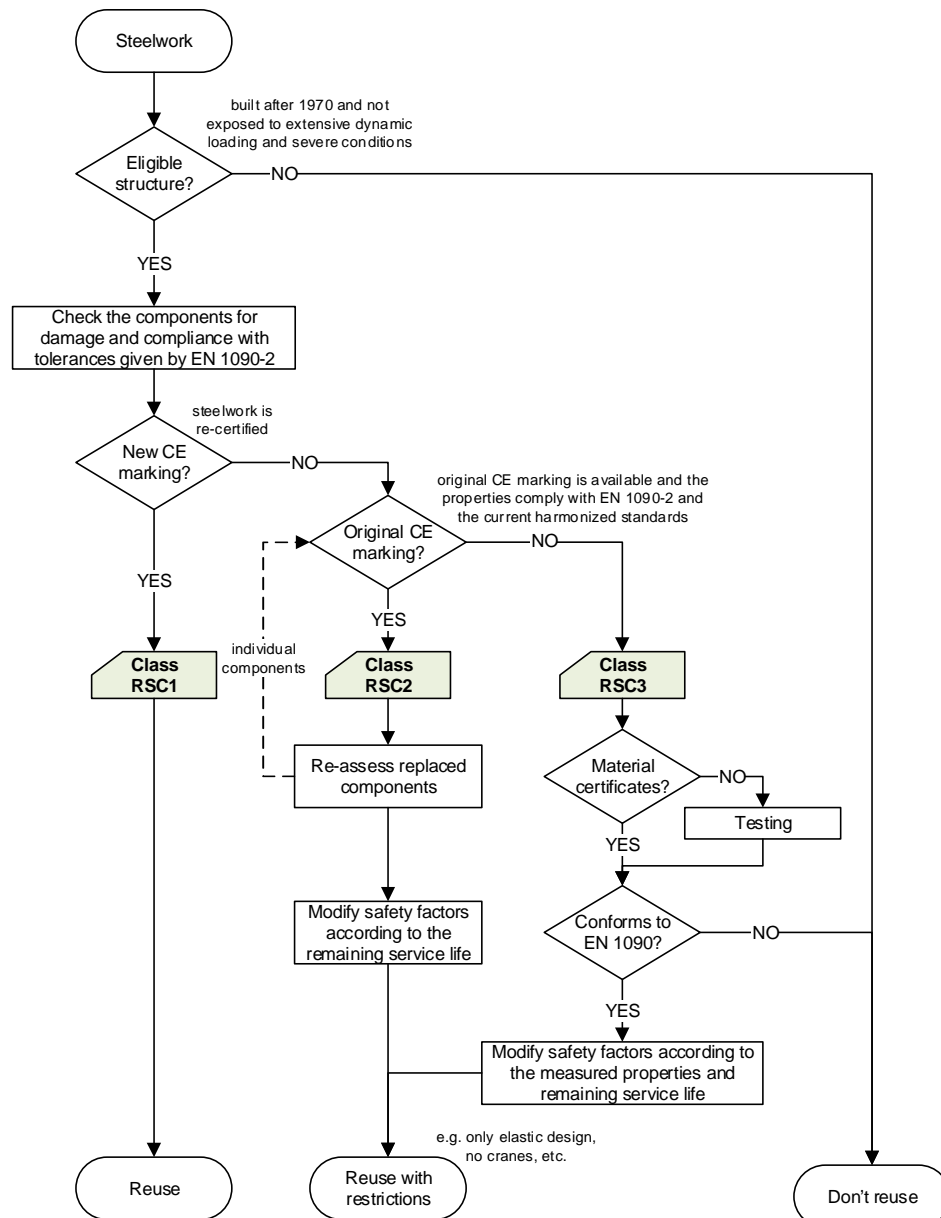 Steelwork
built after 1970 and not
exposed to extensive dynamic
loading and severe conditions
Eligible
structure?
NO
YES
Check the components for
damage and compliance with
tolerances given by EN 1090-2
steelwork is
re-certified
New CE
marking?
NO
original CE marking is available and the
properties comply with EN 1090-2 and
the current harmonized standards
Original CE
marking?
NO
YES
YES
individual
components
Class
RSC1
Class
RSC2
Class
RSC3
Re-assess replaced
components
Material
certificates?
NO
Testing
YES
Modify safety factors
according to the
remaining service life
Conforms to
EN 1090?
NO
YES
Modify safety factors according to
the measured properties and
remaining service life
e.g. only elastic design,
no cranes, etc.
Reuse
Reuse with
restrictions
Don't reuse